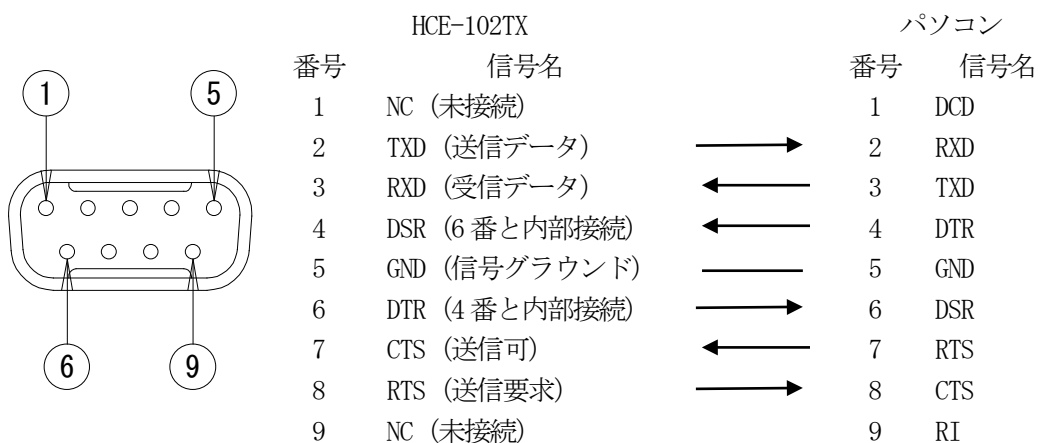 HCE-102TX パソコン
番号 信号名 番号 信号名
① ⑤
1 NC (未接続) 1 DCD
2 TXD (送信データ) 2 RXD
3 RXD (受信データ) 3 TXD
4 DSR (6番と内部接続) 4 DTR
5 GND (信号グラウンド) 5 GND
6 DTR (4番と内部接続) 6 DSR
⑥ ⑨
7 CTS (送信可) 7 RTS
8 RTS (送信要求) 8 CTS
9 NC (未接続) 9 RI